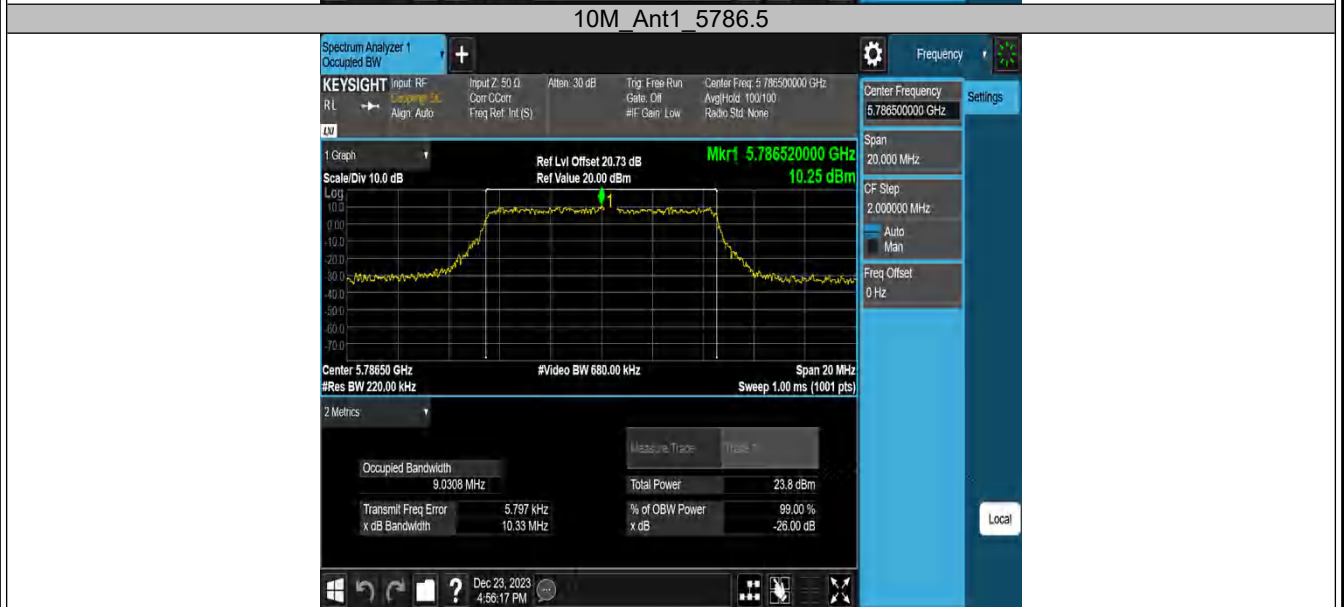 10M_Ant1_5786.5
Spectrum Analyzer 1
Occupied BW
+
Frequency
KEYSIGHT Input: RF
RL
Align: Auto
LXI
Input Z: 50 Ω
Corr CCorr
Freq Ref: Int (S)
Atten: 30 dB
Trig: Free Run
Gate: Off
#IF Gain: Low
Center Freq: 5.786500000 GHz
Avg|Hold: 100/100
Radio Std: None
Center Frequency
5.786500000 GHz
Settings
Span
20.000 MHz
CF Step
2.000000 MHz
Auto
Man
Freq Offset
0 Hz
1 Graph
Scale/Div 10.0 dB
Ref Lvl Offset 20.73 dB
Ref Value 20.00 dBm
Mkr1 5.786520000 GHz
10.25 dBm
Log
10.0
0.00
-10.0
-20.0
-30.0
-40.0
-50.0
-60.0
-70.0
1
Center 5.78650 GHz
#Res BW 220.00 kHz
#Video BW 680.00 kHz
Span 20 MHz
Sweep 1.00 ms (1001 pts)
2 Metrics
Measure Trace
Trace 1
Occupied Bandwidth
9.0308 MHz
Total Power 23.8 dBm
Transmit Freq Error 5.797 kHz
% of OBW Power 99.00 %
x dB Bandwidth 10.33 MHz
x dB -26.00 dB
Local
?
Dec 23, 2023
4:56:17 PM